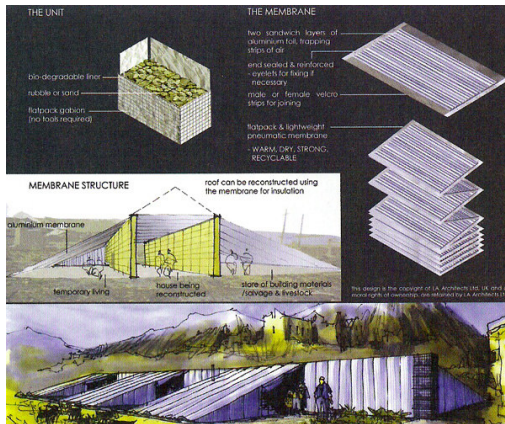 THE UNIT
bio-degradable liner
rubble or sand
flatpack gabion
(no tools required)
THE MEMBRANE
two sandwich layers of
aluminium foil, trapping
strips of air
end sealed & reinforced
- eyelets for fixing if
necessary
male or female velcro
strips for joining
flatpack & lightweight
pneumatic membrane
- WARM, DRY, STRONG,
RECYCLABLE
MEMBRANE STRUCTURE
roof can be reconstructed using
the membrane for insulation
aluminium membrane
temporary living
house being
reconstructed
store of building materials
/salvage & livestock
This design is the copyright of I.A Architects Ltd, UK and
moral rights of ownership, are retained by I.A Architects